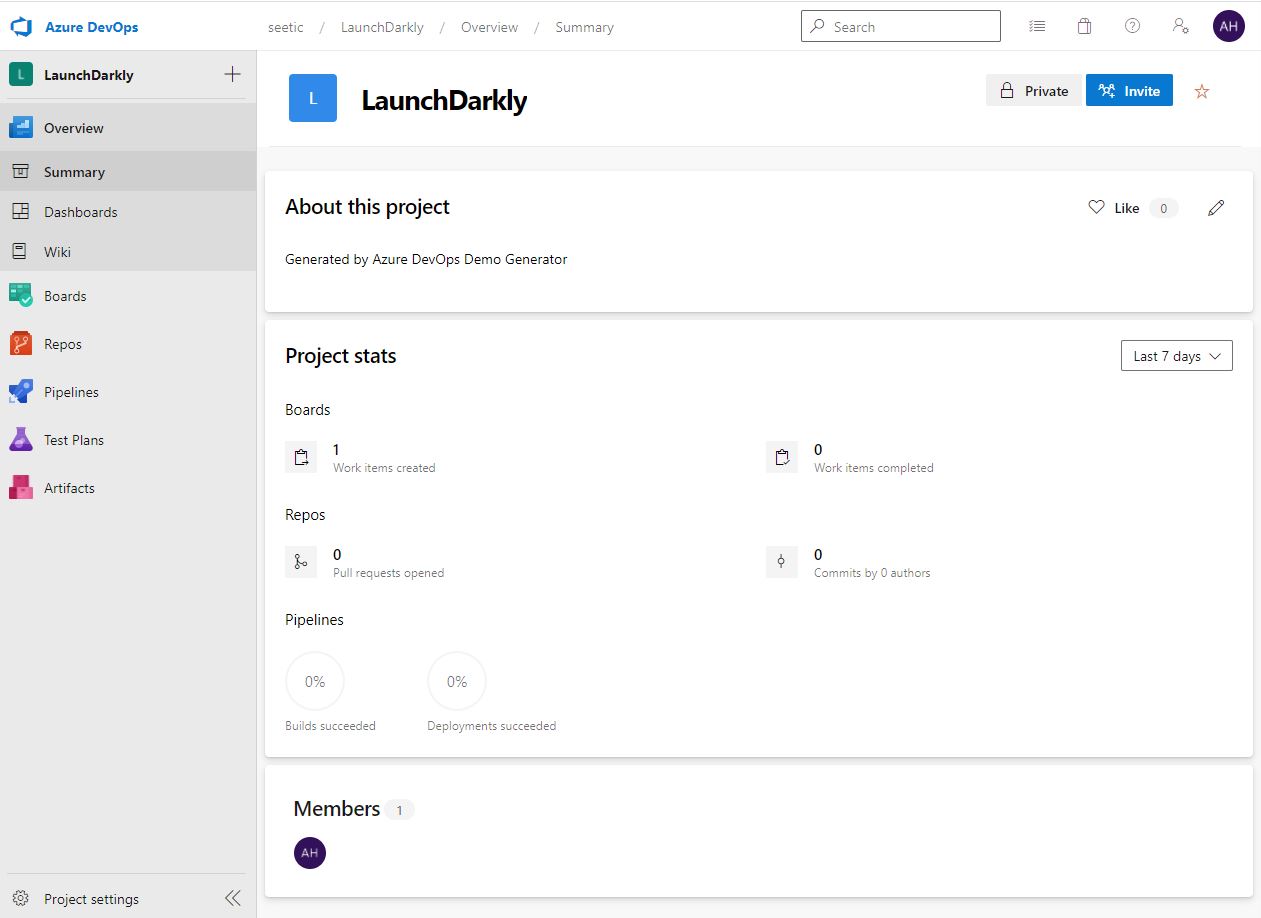 Azure DevOps
seetic / LaunchDarkly / Overview / Summary
Search
AH
L LaunchDarkly
Overview
Summary
Dashboards
Wiki
Boards
Repos
Pipelines
Test Plans
Artifacts
Project settings
L LaunchDarkly
Private
Invite
About this project
Like 0
Generated by Azure DevOps Demo Generator
Project stats
Last 7 days
Boards
1
Work items created
0
Work items completed
Repos
0
Pull requests opened
0
Commits by 0 authors
Pipelines
0%
Builds succeeded
0%
Deployments succeeded
Members 1
AH